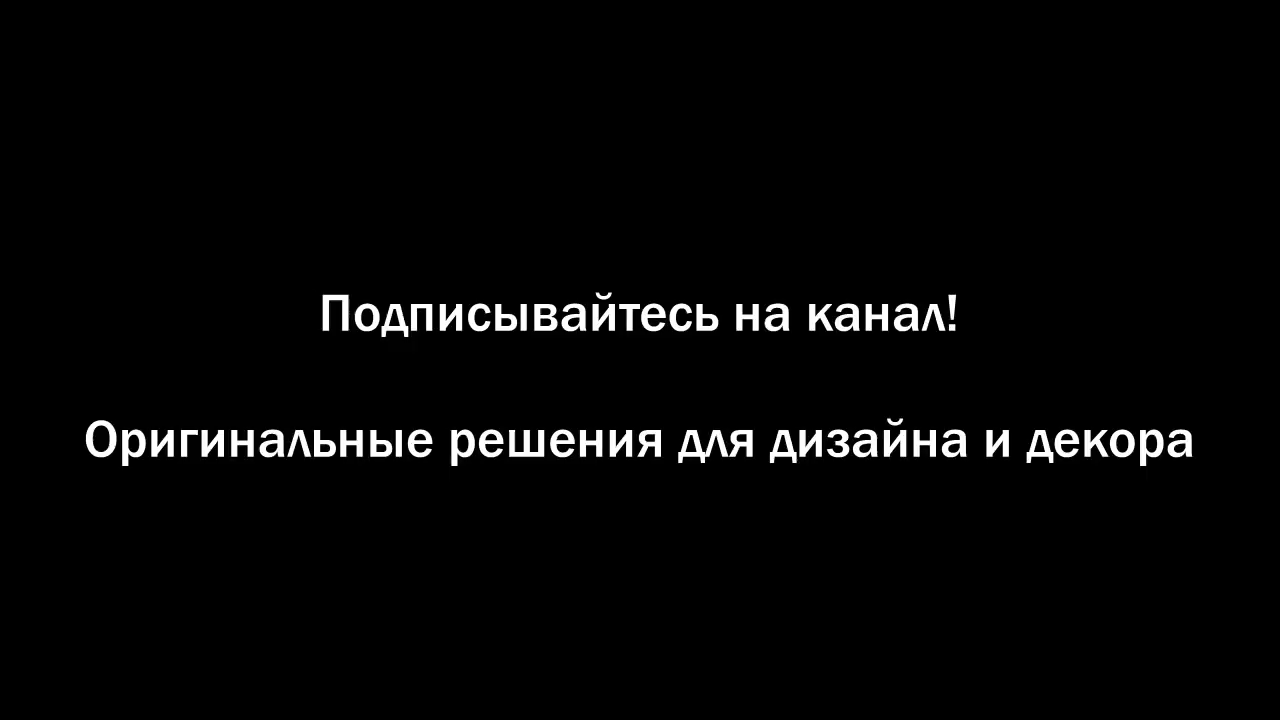 Подписывайтесь на канал!
Оригинальные решения для дизайна и декора